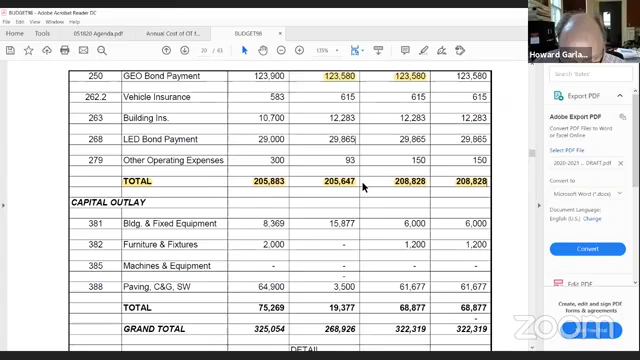 BUDGET98 - Adobe Acrobat Reader DC
File Edit View Window Help
051820 Agenda.pdf Annual Cost of OT f... BUDGET98 ×
20 / 63 135%
250 GEO Bond Payment 123,900 123,580 123,580 123,580
262.2 Vehicle Insurance 583 615 615 615
263 Building Ins. 10,700 12,283 12,283 12,283
268 LED Bond Payment 29,000 29,865 29,865 29,865
279 Other Operating Expenses 300 93 150 150
TOTAL 205,883 205,647 208,828 208,828
CAPITAL OUTLAY
381 Bldg. & Fixed Equipment 8,369 15,877 6,000 6,000
382 Furniture & Fixtures 2,000 - 1,200 1,200
385 Machines & Equipment - - - -
-
388 Paving, C&G, SW 64,900 3,500 61,677 61,677
TOTAL 75,269 19,377 68,877 68,877
-
GRAND TOTAL 325,054 268,926 322,319 322,319
DETAIL
Howard Garla...
Export PDF
Adobe Export PDF
Convert PDF Files to Word or Excel Online
Select PDF File
2020-2021 ... DRAFT.pdf
Convert to
Microsoft Word (*.docx)
Document Language:
English (U.S.) Change
Convert
Edit PDF
Create, edit and sign PDF forms & agreements
zoom